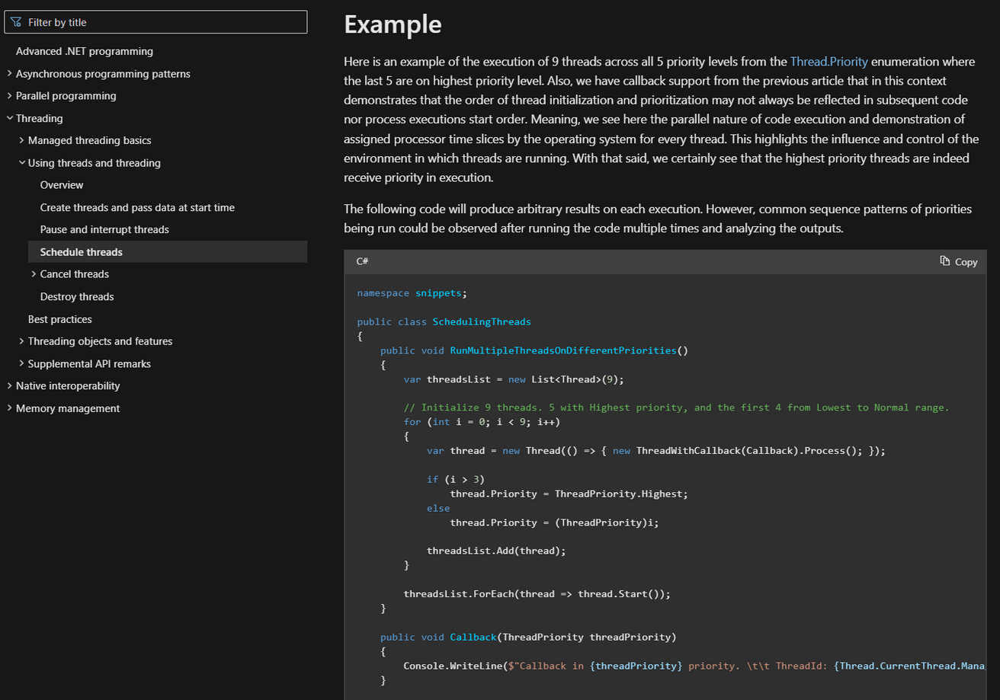 Filter by title
Advanced .NET programming
Asynchronous programming patterns
Parallel programming
Threading
Managed threading basics
Using threads and threading
Overview
Create threads and pass data at start time
Pause and interrupt threads
Schedule threads
Cancel threads
Destroy threads
Best practices
Threading objects and features
Supplemental API remarks
Native interoperability
Memory management
Example
Here is an example of the execution of 9 threads across all 5 priority levels from the Thread.Priority enumeration where
the last 5 are on highest priority level. Also, we have callback support from the previous article that in this context
demonstrates that the order of thread initialization and prioritization may not always be reflected in subsequent code
nor process executions start order. Meaning, we see here the parallel nature of code execution and demonstration of
assigned processor time slices by the operating system for every thread. This highlights the influence and control of the
environment in which threads are running. With that said, we certainly see that the highest priority threads are indeed
receive priority in execution.
The following code will produce arbitrary results on each execution. However, common sequence patterns of priorities
being run could be observed after running the code multiple times and analyzing the outputs.
C# Copy
namespace snippets;
public class SchedulingThreads
{
public void RunMultipleThreadsOnDifferentPriorities()
{
var threadsList = new List<Thread>(9);
// Initialize 9 threads. 5 with Highest priority, and the first 4 from Lowest to Normal range.
for (int i = 0; i < 9; i++)
{
var thread = new Thread(() => { new ThreadWithCallback(Callback).Process(); });
if (i > 3)
thread.Priority = ThreadPriority.Highest;
else
thread.Priority = (ThreadPriority)i;
threadsList.Add(thread);
}
threadsList.ForEach(thread => thread.Start());
}
public void Callback(ThreadPriority threadPriority)
{
Console.WriteLine($"Callback in {threadPriority} priority. \t\t ThreadId: {Thread.CurrentThread.Mana
}